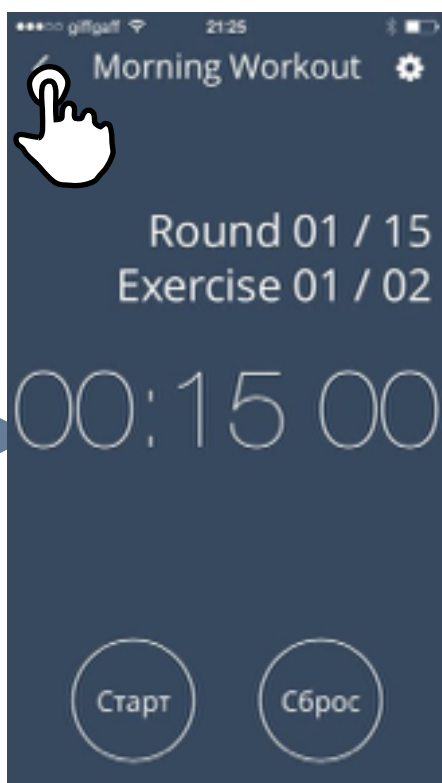 giffgaff 21:25
Morning Workout
Round 01 / 15
Exercise 01 / 02
00:15 00
Старт Сброс